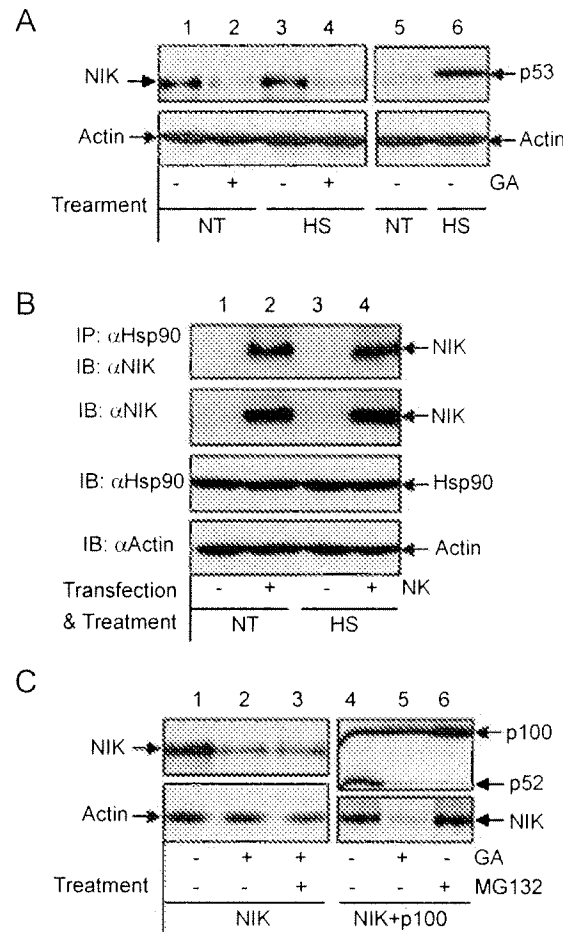 A
1 2 3 4 5 6
NIK p53
Actin Actin
- + - + - - GA
Trearment
NT HS NT HS
B
1 2 3 4
IP: αHsp90
IB: αNIK NIK
IB: αNIK NIK
IB: αHsp90 Hsp90
IB: αActin Actin
Transfection - + - + NK
& Treatment NT HS
C
1 2 3 4 5 6
NIK p100
p52
Actin NIK
- + + - + - GA
Treatment - - + - - + MG132
NIK NIK+p100